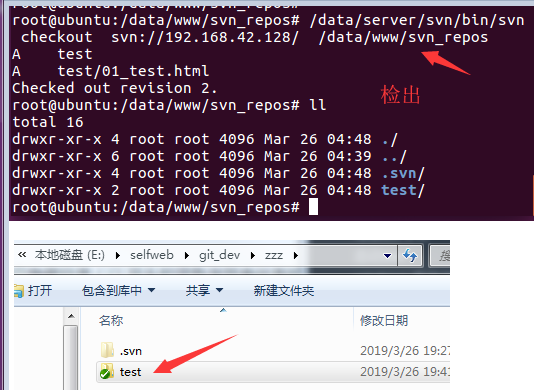 root@ubuntu:/data/www/svn_repos# /data/server/svn/bin/svn
checkout svn://192.168.42.128/ /data/www/svn_repos
A test
A test/01_test.html
Checked out revision 2.
root@ubuntu:/data/www/svn_repos# ll
检出
total 16
drwxr-xr-x 4 root root 4096 Mar 26 04:48 ./
drwxr-xr-x 6 root root 4096 Mar 26 04:39 ../
drwxr-xr-x 4 root root 4096 Mar 26 04:48 .svn/
drwxr-xr-x 2 root root 4096 Mar 26 04:48 test/
root@ubuntu:/data/www/svn_repos#
« 本地磁盘 (E:) ▸ selfweb ▸ git_dev ▸ zzz ▸
打开 包含到库中 ▼ 共享 ▼ 新建文件夹
名称 修改日期
.svn 2019/3/26 19:27
test 2019/3/26 19:41